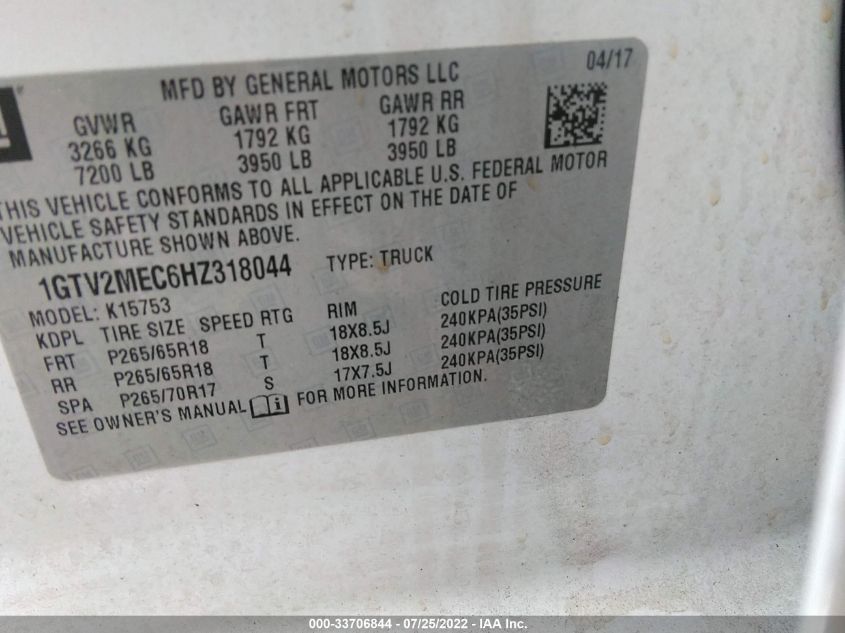 MFD BY GENERAL MOTORS LLC 04/17
GVWR GAWR FRT GAWR RR
3266 KG 1792 KG 1792 KG
7200 LB 3950 LB 3950 LB
THIS VEHICLE CONFORMS TO ALL APPLICABLE U.S. FEDERAL MOTOR
VEHICLE SAFETY STANDARDS IN EFFECT ON THE DATE OF
MANUFACTURE SHOWN ABOVE.
1GTV2MEC6HZ318044 TYPE: TRUCK
MODEL: K15753
KDPL TIRE SIZE SPEED RTG RIM COLD TIRE PRESSURE
FRT P265/65R18 T 18X8.5J 240KPA(35PSI)
RR P265/65R18 T 18X8.5J 240KPA(35PSI)
SPA P265/70R17 S 17X7.5J 240KPA(35PSI)
SEE OWNER'S MANUAL i FOR MORE INFORMATION.
000-33706844 / 07/25/2022 / IAA Inc.